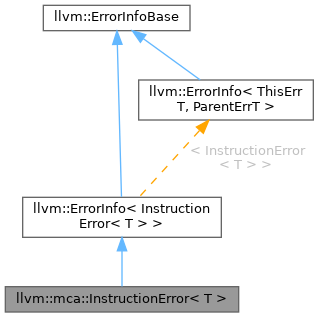 llvm::ErrorInfoBase
llvm::ErrorInfo< ThisErr
T, ParentErrT >
< InstructionError
< T > >
llvm::ErrorInfo< Instruction
Error< T > >
llvm::mca::InstructionError< T >